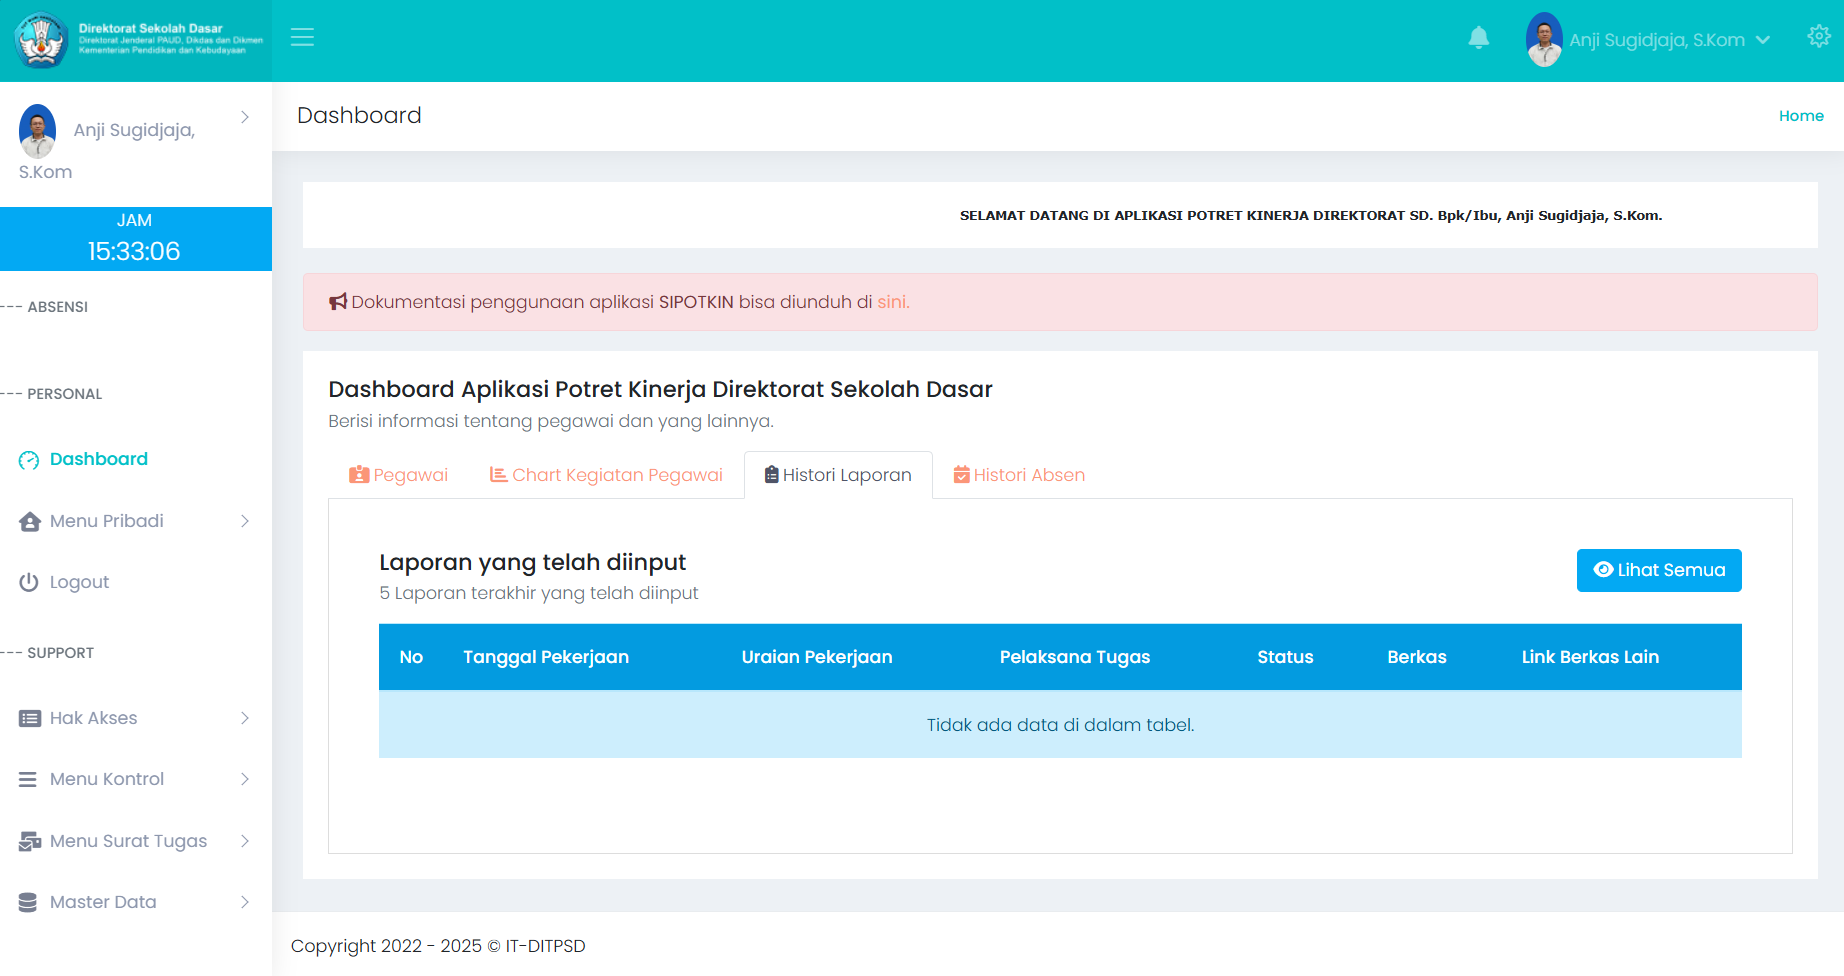 Direktorat Sekolah Dasar
Direktorat Jenderal PAUD, Dikdas dan Dikmen
Kementerian Pendidikan dan Kebudayaan
Anji Sugidjaja, S.Kom
Anji Sugidjaja,
S.Kom
JAM
15:33:06
--- ABSENSI
--- PERSONAL
Dashboard
Menu Pribadi
Logout
--- SUPPORT
Hak Akses
Menu Kontrol
Menu Surat Tugas
Master Data
Dashboard
Home
SELAMAT DATANG DI APLIKASI POTRET KINERJA DIREKTORAT SD. Bpk/Ibu, Anji Sugidjaja, S.Kom.
Dokumentasi penggunaan aplikasi SIPOTKIN bisa diunduh di sini.
Dashboard Aplikasi Potret Kinerja Direktorat Sekolah Dasar
Berisi informasi tentang pegawai dan yang lainnya.
Pegawai Chart Kegiatan Pegawai Histori Laporan Histori Absen
Laporan yang telah diinput
5 Laporan terakhir yang telah diinput
Lihat Semua
No Tanggal Pekerjaan Uraian Pekerjaan Pelaksana Tugas Status Berkas Link Berkas Lain
Tidak ada data di dalam tabel.
Copyright 2022 - 2025 © IT-DITPSD